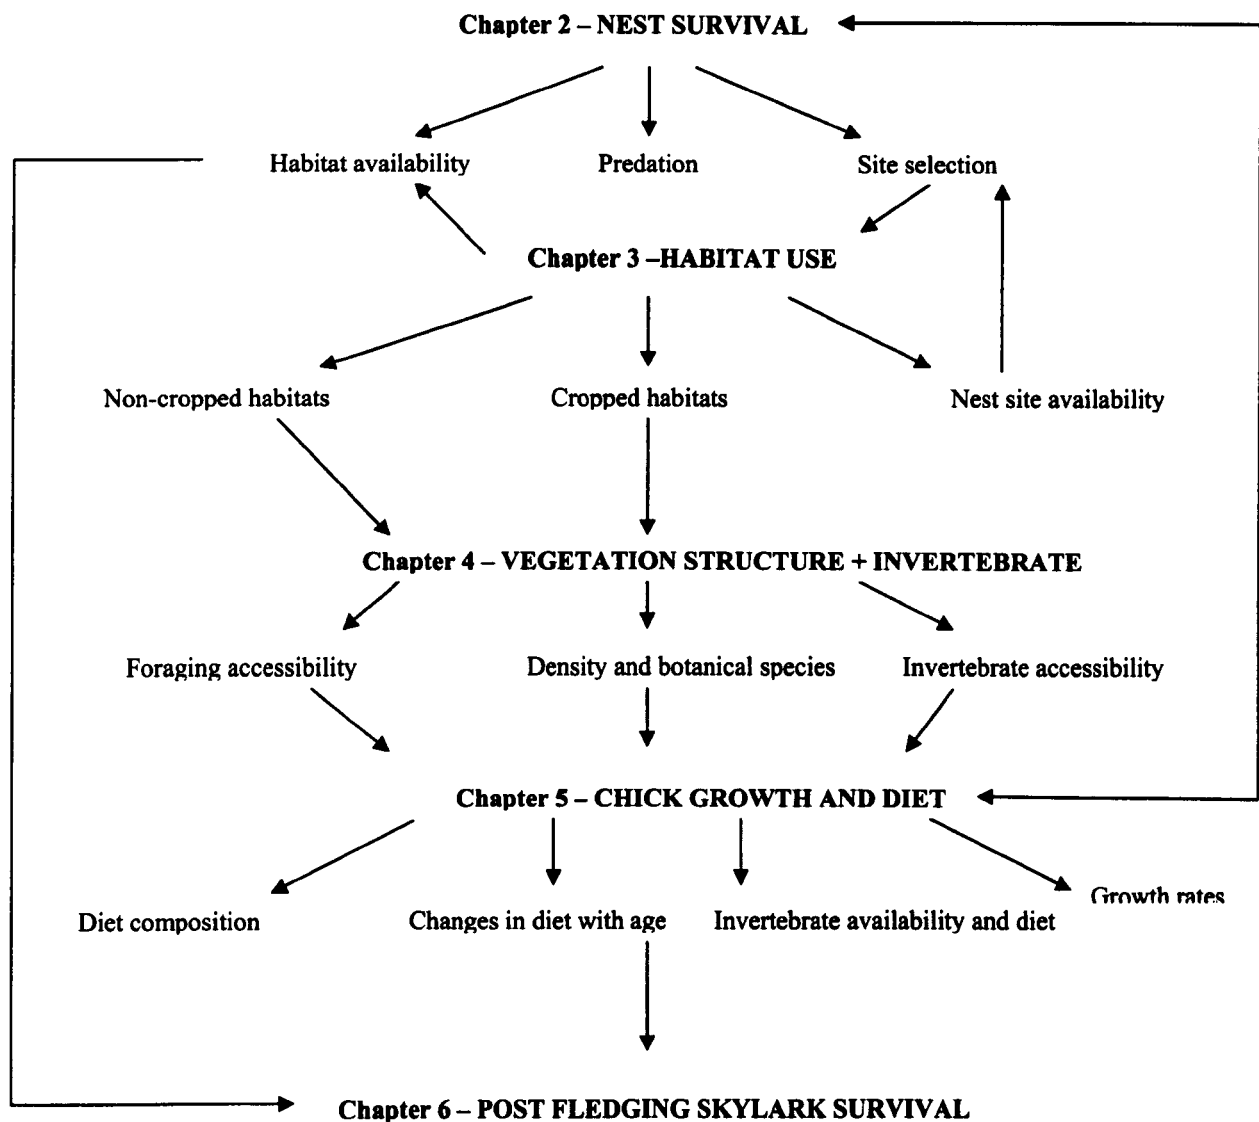 Chapter 2 – NEST SURVIVAL
Habitat availability Predation Site selection
Chapter 3 –HABITAT USE
Non-cropped habitats Cropped habitats Nest site availability
Chapter 4 – VEGETATION STRUCTURE + INVERTEBRATE
Foraging accessibility Density and botanical species Invertebrate accessibility
Chapter 5 – CHICK GROWTH AND DIET
Growth rates
Diet composition Changes in diet with age Invertebrate availability and diet
Chapter 6 – POST FLEDGING SKYLARK SURVIVAL